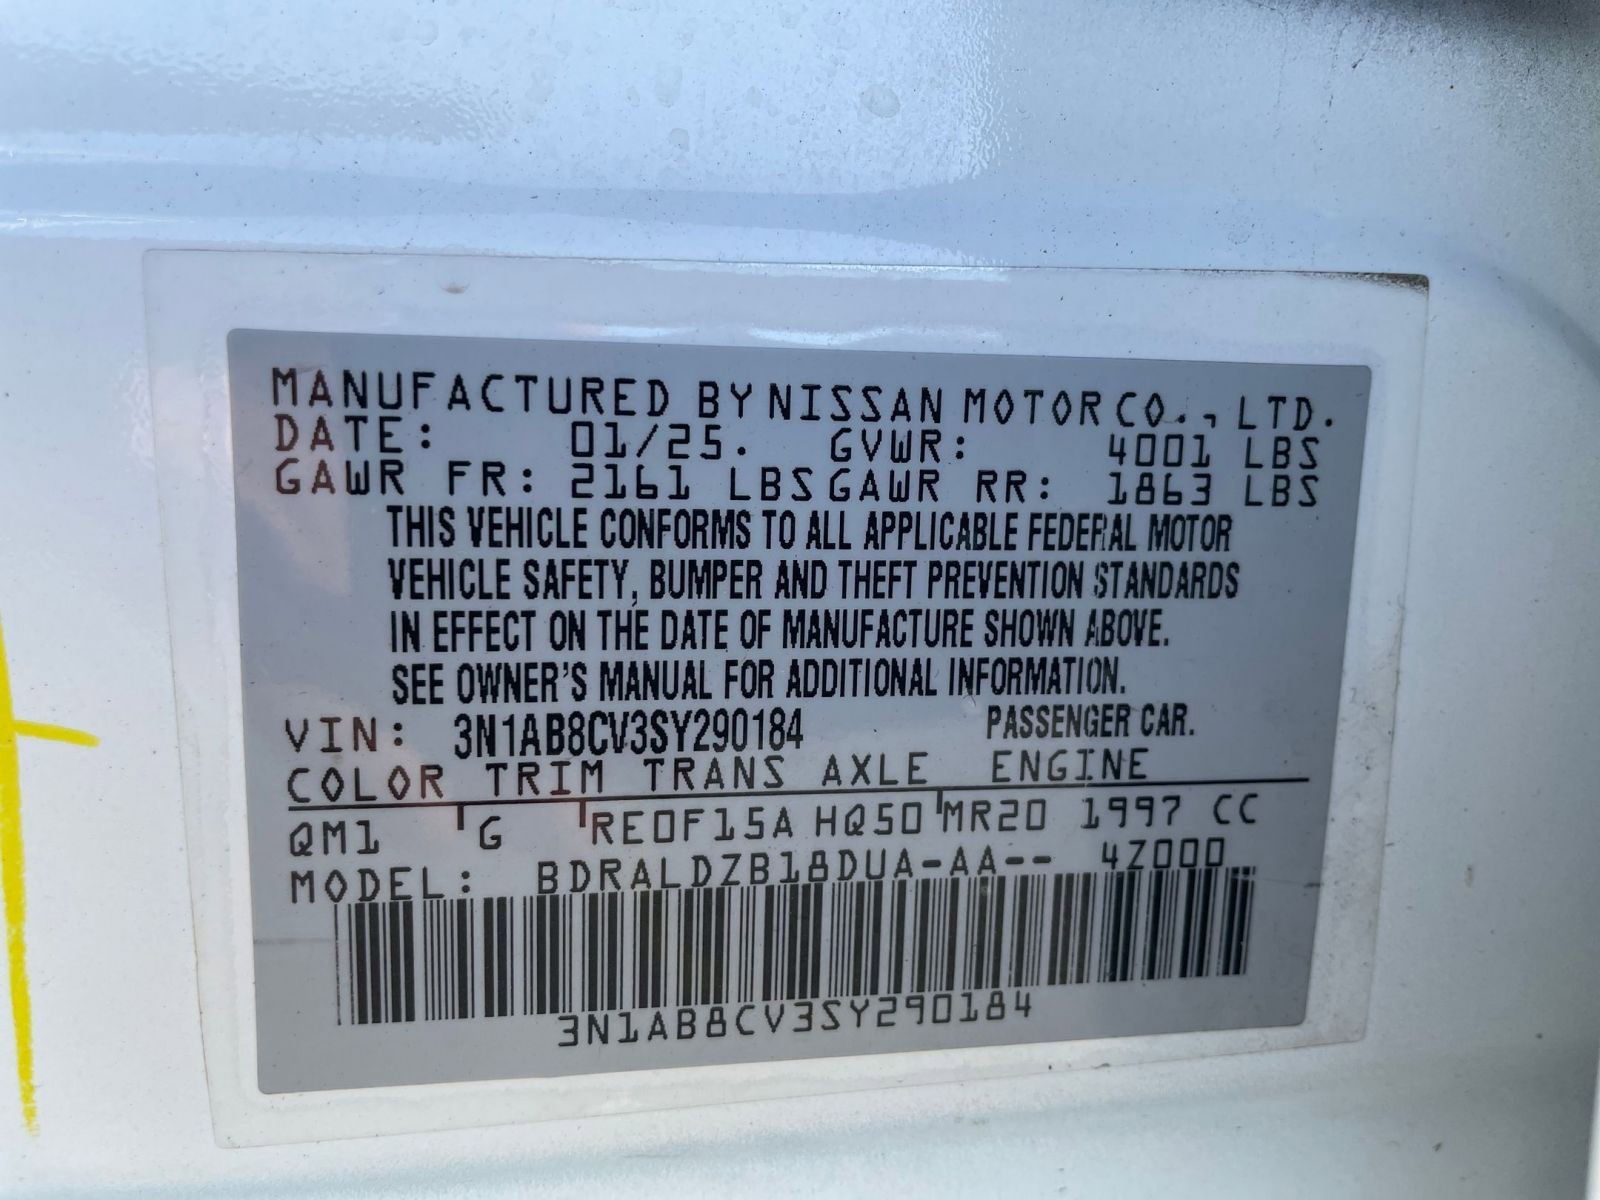 MANUFACTURED BY NISSAN MOTOR CO., LTD.
DATE: 01/25. GVWR: 4001 LBS
GAWR FR: 2161 LBS GAWR RR: 1863 LBS
THIS VEHICLE CONFORMS TO ALL APPLICABLE FEDERAL MOTOR
VEHICLE SAFETY, BUMPER AND THEFT PREVENTION STANDARDS
IN EFFECT ON THE DATE OF MANUFACTURE SHOWN ABOVE.
SEE OWNER'S MANUAL FOR ADDITIONAL INFORMATION.
VIN: 3N1AB8CV3SY290184 PASSENGER CAR.
COLOR TRIM TRANS AXLE ENGINE
QM1 G RE0F15A HQ50 MR20 1997 CC
MODEL: BDRALDZB18DUA-AA-- 4Z000
3N1AB8CV3SY290184